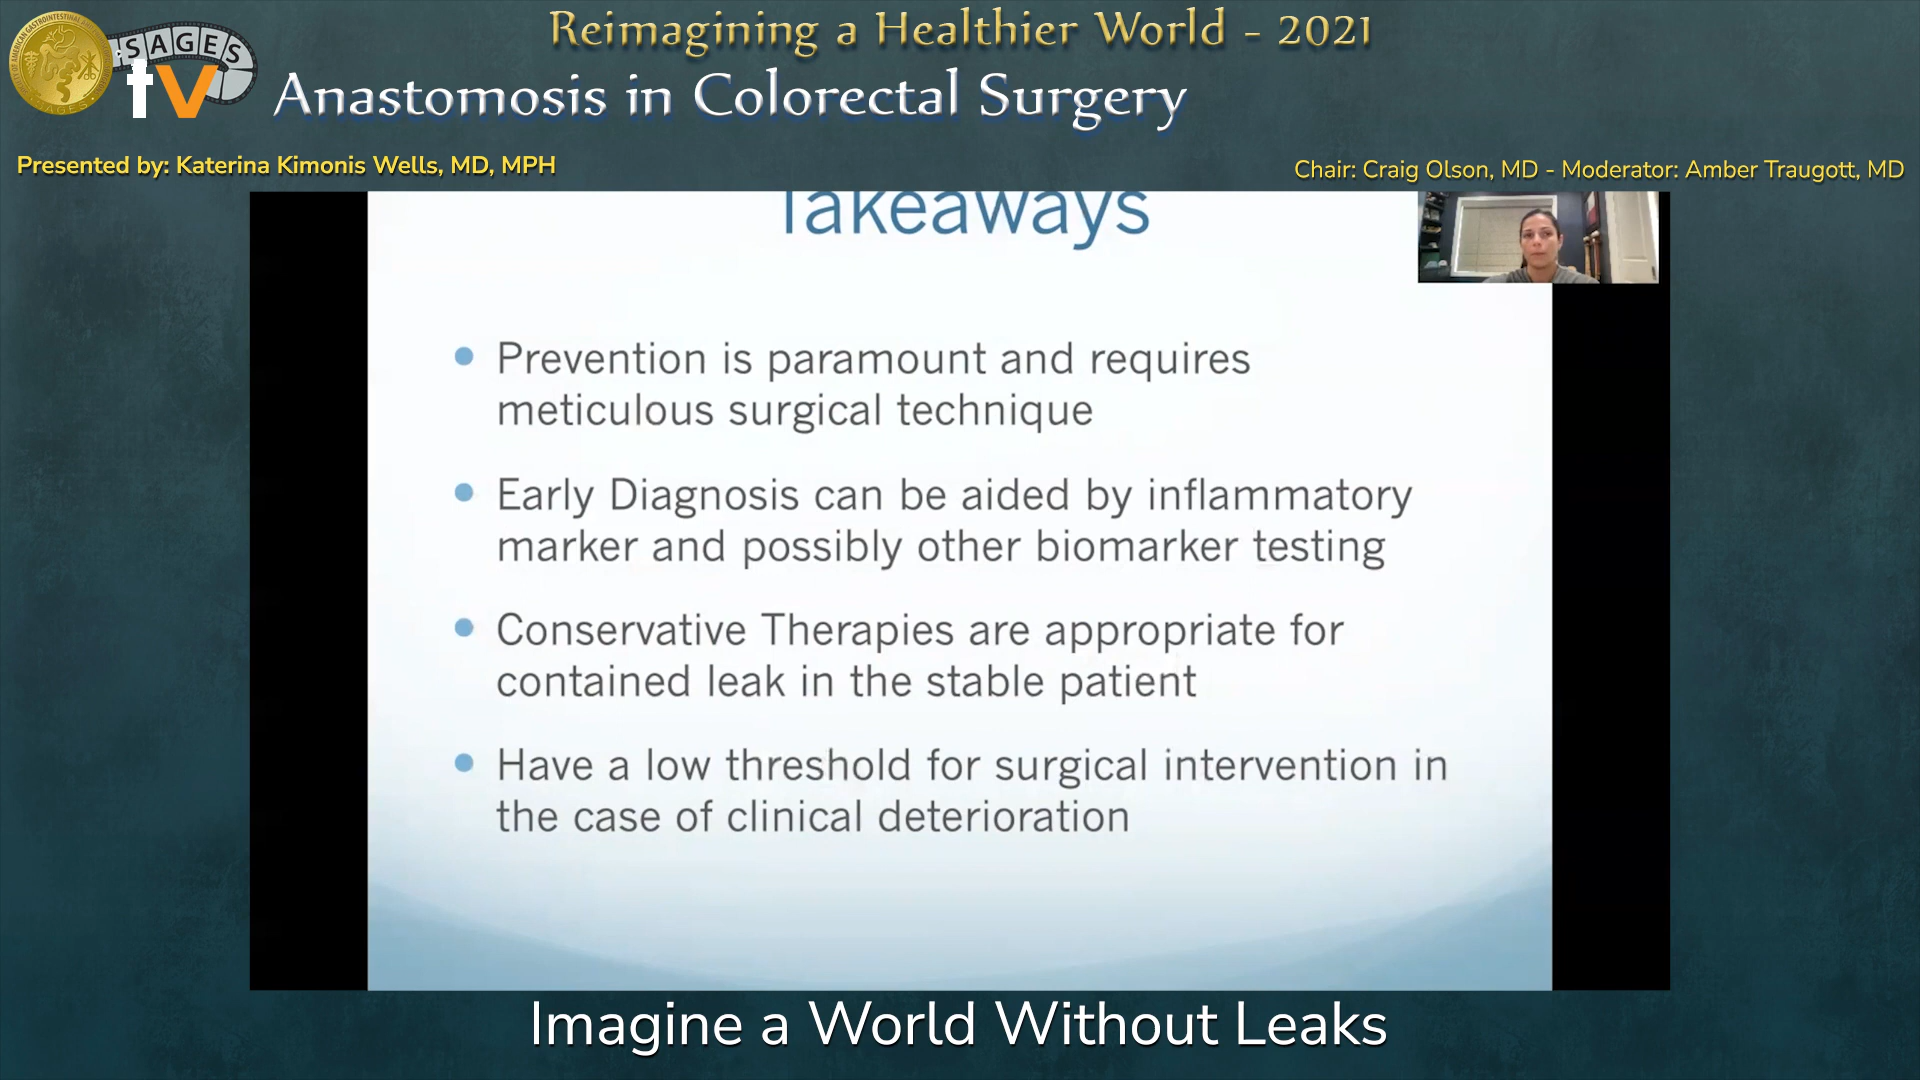 Reimagining a Healthier World - 2021
SAGES
tv
Anastomosis in Colorectal Surgery
Presented by: Katerina Kimonis Wells, MD, MPH
Chair: Craig Olson, MD - Moderator: Amber Traugott, MD
Takeaways
Prevention is paramount and requires
meticulous surgical technique
Early Diagnosis can be aided by inflammatory
marker and possibly other biomarker testing
Conservative Therapies are appropriate for
contained leak in the stable patient
Have a low threshold for surgical intervention in
the case of clinical deterioration
Imagine a World Without Leaks